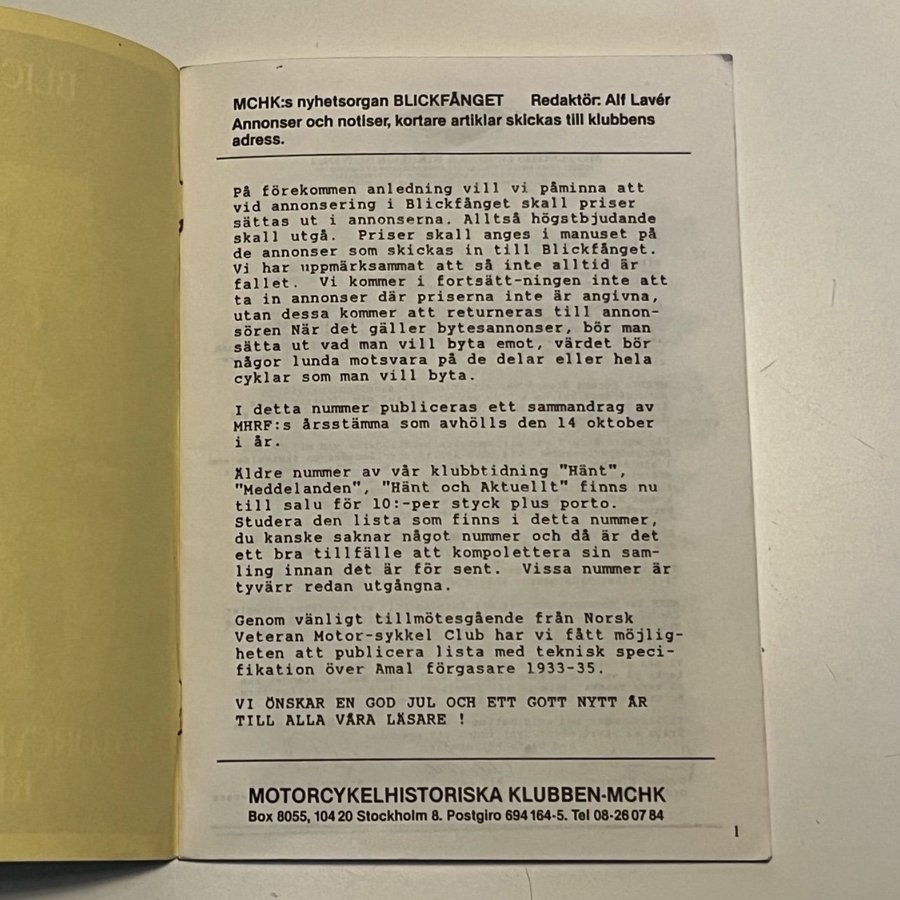 MCHK:s nyhetsorgan BLICKFÅNGET Redaktör: Alf Lavér
Annonser och notiser, kortare artiklar skickas till klubbens
adress.
På förekommen anledning vill vi påminna att
vid annonsering i Blickfånget skall priser
sättas ut i annonserna. Alltså högstbjudande
skall utgå. Priser skall anges i manuset på
de annonser som skickas in till Blickfånget.
Vi har uppmärksammat att så inte alltid är
fallet. Vi kommer i fortsätt-ningen inte att
ta in annonser där priserna inte är angivna,
utan dessa kommer att returneras till annon-
sören När det gäller bytesannonser, bör man
sätta ut vad man vill byta emot, värdet bör
någor lunda motsvara på de delar eller hela
cyklar som man vill byta.
I detta nummer publiceras ett sammandrag av
MHRF:s årsstämma som avhölls den 14 oktober
i år.
Äldre nummer av vår klubbtidning "Hänt",
"Meddelanden", "Hänt och Aktuellt" finns nu
till salu för 10:-per styck plus porto.
Studera den lista som finns i detta nummer,
du kanske saknar något nummer och då är det
ett bra tillfälle att kompolettera sin sam-
ling innan det är för sent. Vissa nummer är
tyvärr redan utgångna.
Genom vänligt tillmötesgående från Norsk
Veteran Motor-sykkel Club har vi fått möjlig-
heten att publicera lista med teknisk speci-
fikation över Amal förgasare 1933-35.
VI ÖNSKAR EN GOD JUL OCH ETT GOTT NYTT ÅR
TILL ALLA VÅRA LÄSARE !
MOTORCYKELHISTORISKA KLUBBEN-MCHK
Box 8055, 104 20 Stockholm 8. Postgiro 694 164-5. Tel 08-26 07 84
1